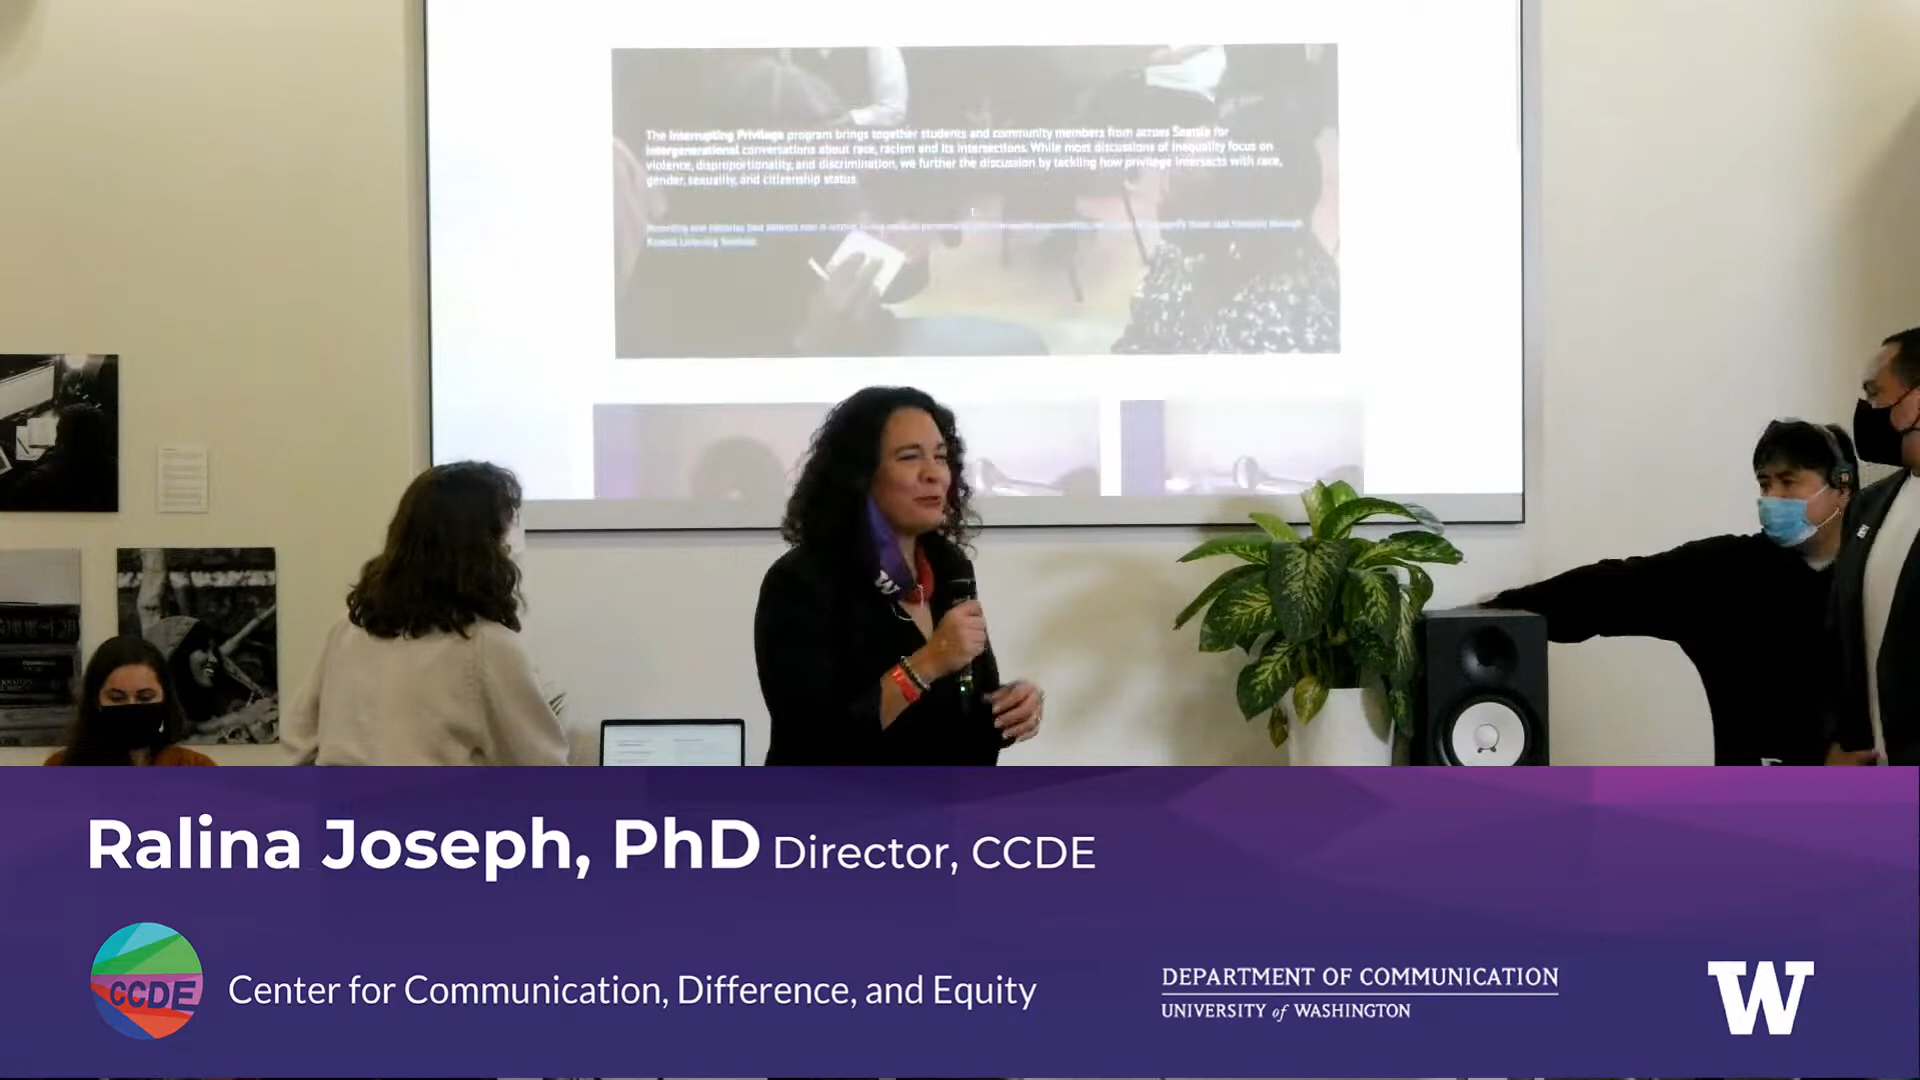 The Interrupting Privilege program brings together students and community members from across Seattle for
intergenerational conversations about race, racism and its intersections. While most discussions of inequality focus on
violence, disproportionality, and discrimination, we further the discussion by tackling how privilege intersects with race,
gender, sexuality, and citizenship status
Ralina Joseph, PhD Director, CCDE
CCDE
Center for Communication, Difference, and Equity
DEPARTMENT OF COMMUNICATION
UNIVERSITY of WASHINGTON
W